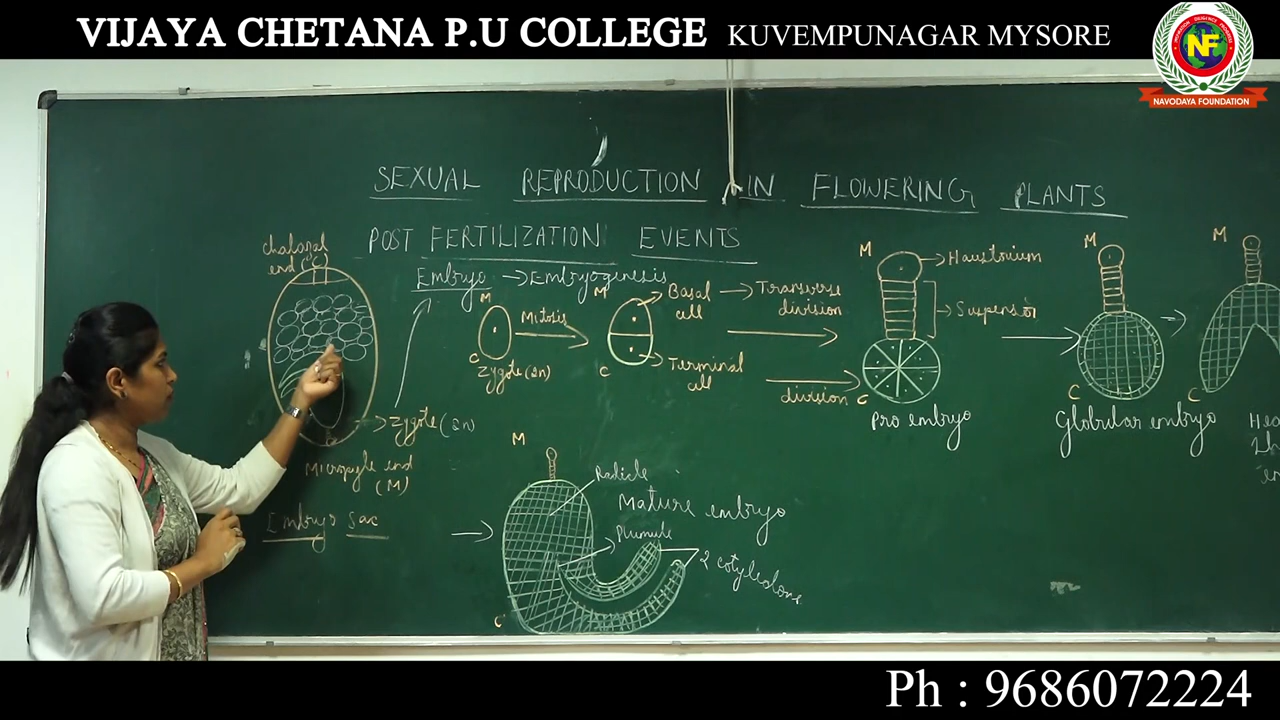 VIJAYA CHETANA P.U COLLEGE KUVEMPUNAGAR MYSORE
NF
NAVODAYA FOUNDATION
SEXUAL REPRODUCTION IN FLOWERING PLANTS
POST FERTILIZATION EVENTS
chalazal
end (C)
Embryo → Embryogenesis
M
Mitosis
C
Zygote (2n)
M
Basal
cell
→ Transverse
division
Terminal
cell
C
division
M
Haustorium
Suspensor
C
Pro embryo
M
C
Globular embryo
M
C
Zygote (2n)
Micropyle end
(M)
Embryo sac
M
Radicle
Mature embryo
Plumule
2 cotyledons
C
Ph : 9686072224